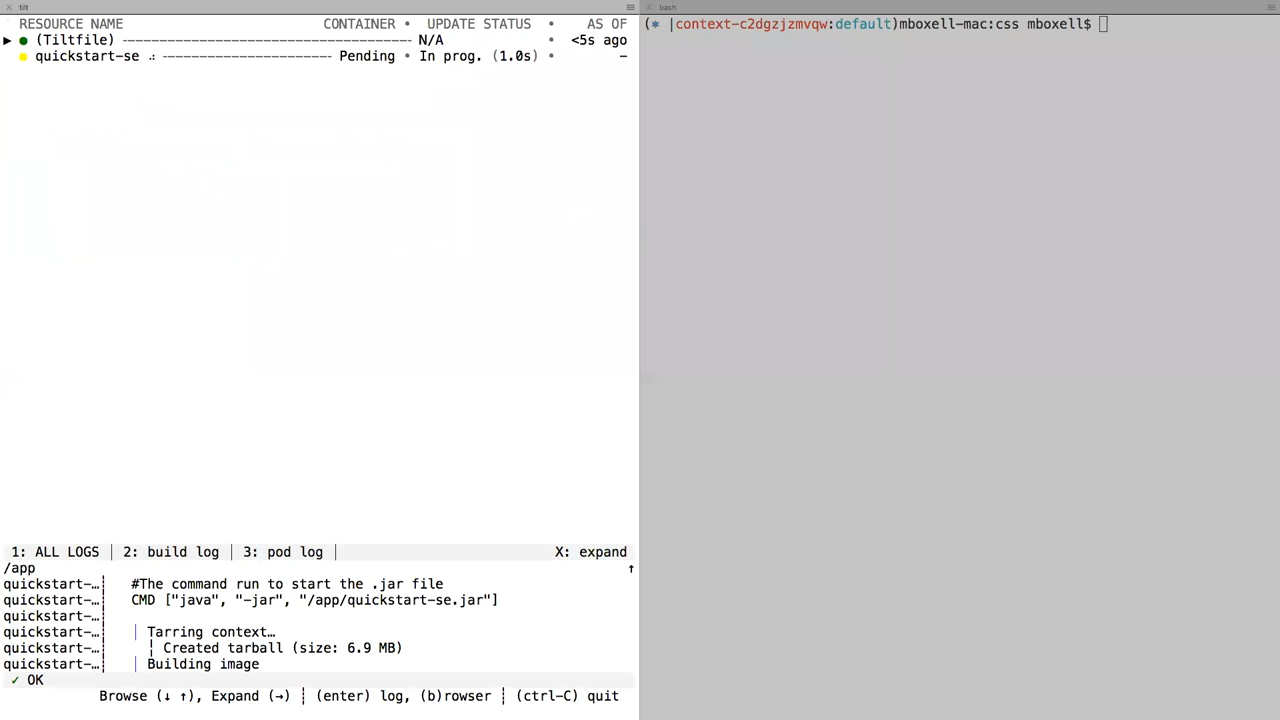 tilt
RESOURCE NAME CONTAINER • UPDATE STATUS • AS OF
▶ ● (Tiltfile) N/A • <5s ago
● quickstart-se Pending • In prog. (1.0s) • –
1: ALL LOGS │ 2: build log │ 3: pod log │ X: expand
/app ↑
quickstart-…┆ #The command run to start the .jar file
quickstart-…┆ CMD ["java", "-jar", "/app/quickstart-se.jar"]
quickstart-…┆
quickstart-…┆ │ Tarring context…
quickstart-…┆ ╎ Created tarball (size: 6.9 MB)
quickstart-…┆ │ Building image
✓ OK
Browse (↓ ↑), Expand (→) ┆ (enter) log, (b)rowser ┆ (ctrl-C) quit
bash
(⎈ |context-c2dgzjzmvqw:default)mboxell-mac:css mboxell$